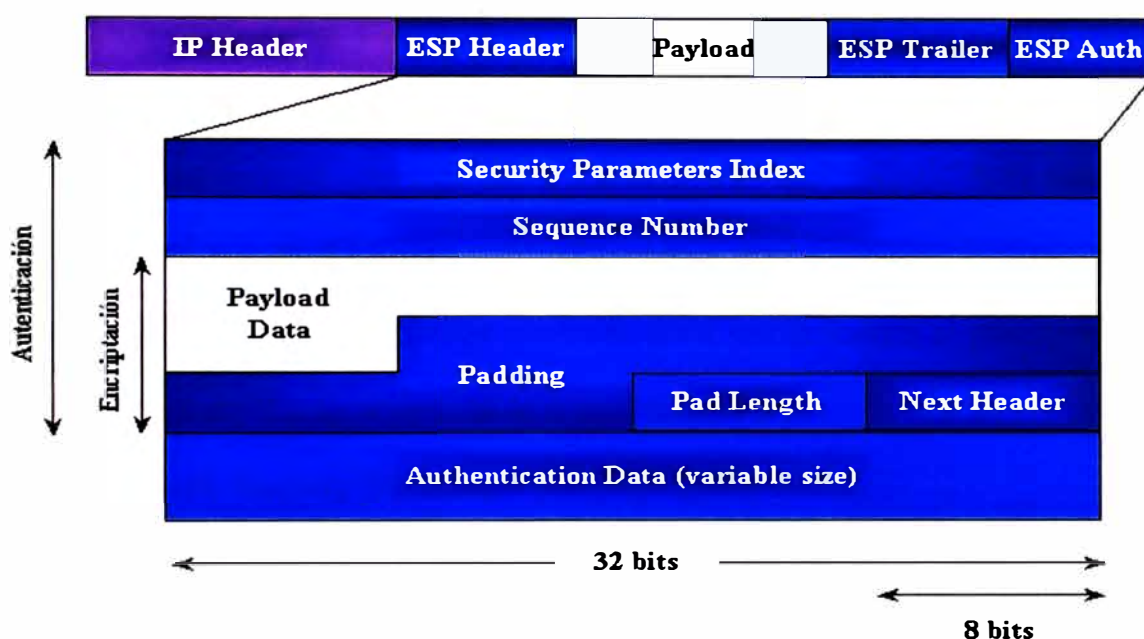 IP Header
ESP Header
Payload
ESP Trailer
ESP Auth
Security Parameters Index
Sequence Number
Autenticación
Encriptación
Payload
Data
Padding
Pad Length
Next Header
Authentication Data (variable size)
32 bits
8 bits